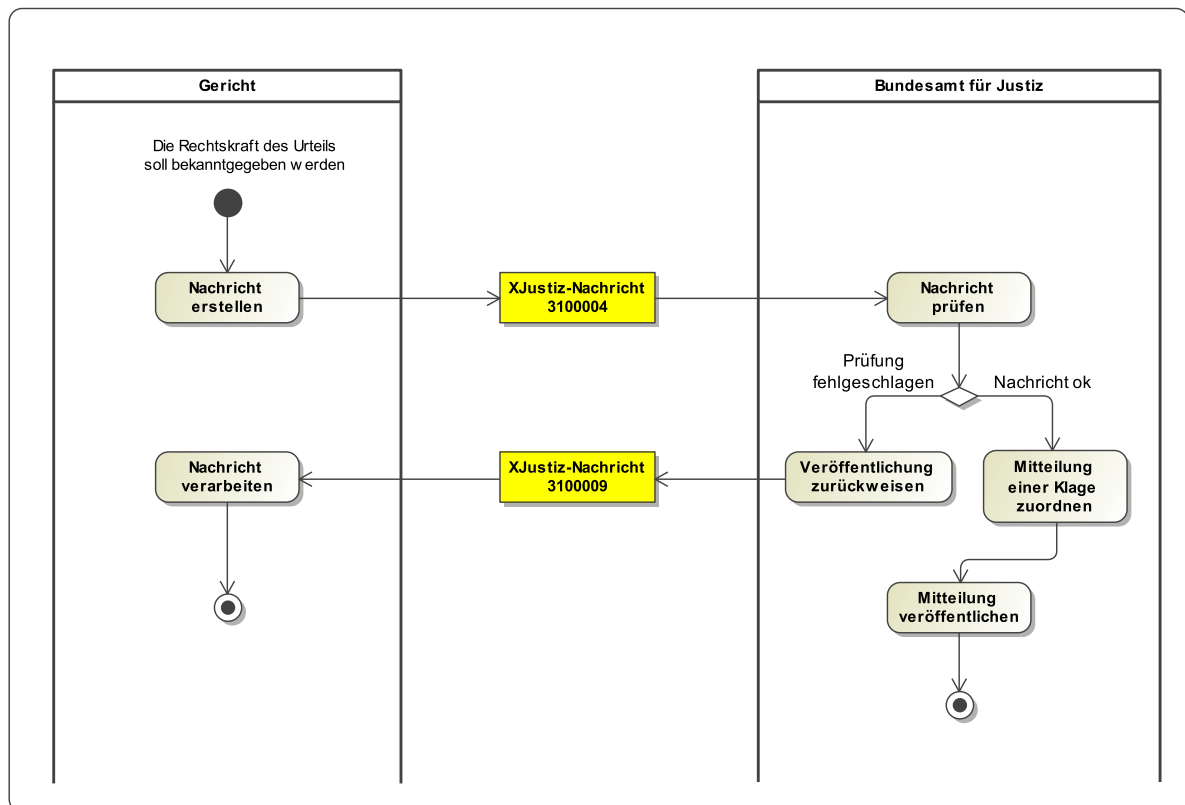 Gericht
Bundesamt für Justiz
Die Rechtskraft des Urteils
soll bekanntgegeben werden
Nachricht
erstellen
XJustiz-Nachricht
3100004
Nachricht
prüfen
Prüfung
fehlgeschlagen
Nachricht ok
Nachricht
verarbeiten
XJustiz-Nachricht
3100009
Veröffentlichung
zurückweisen
Mitteilung
einer Klage
zuordnen
Mitteilung
veröffentlichen